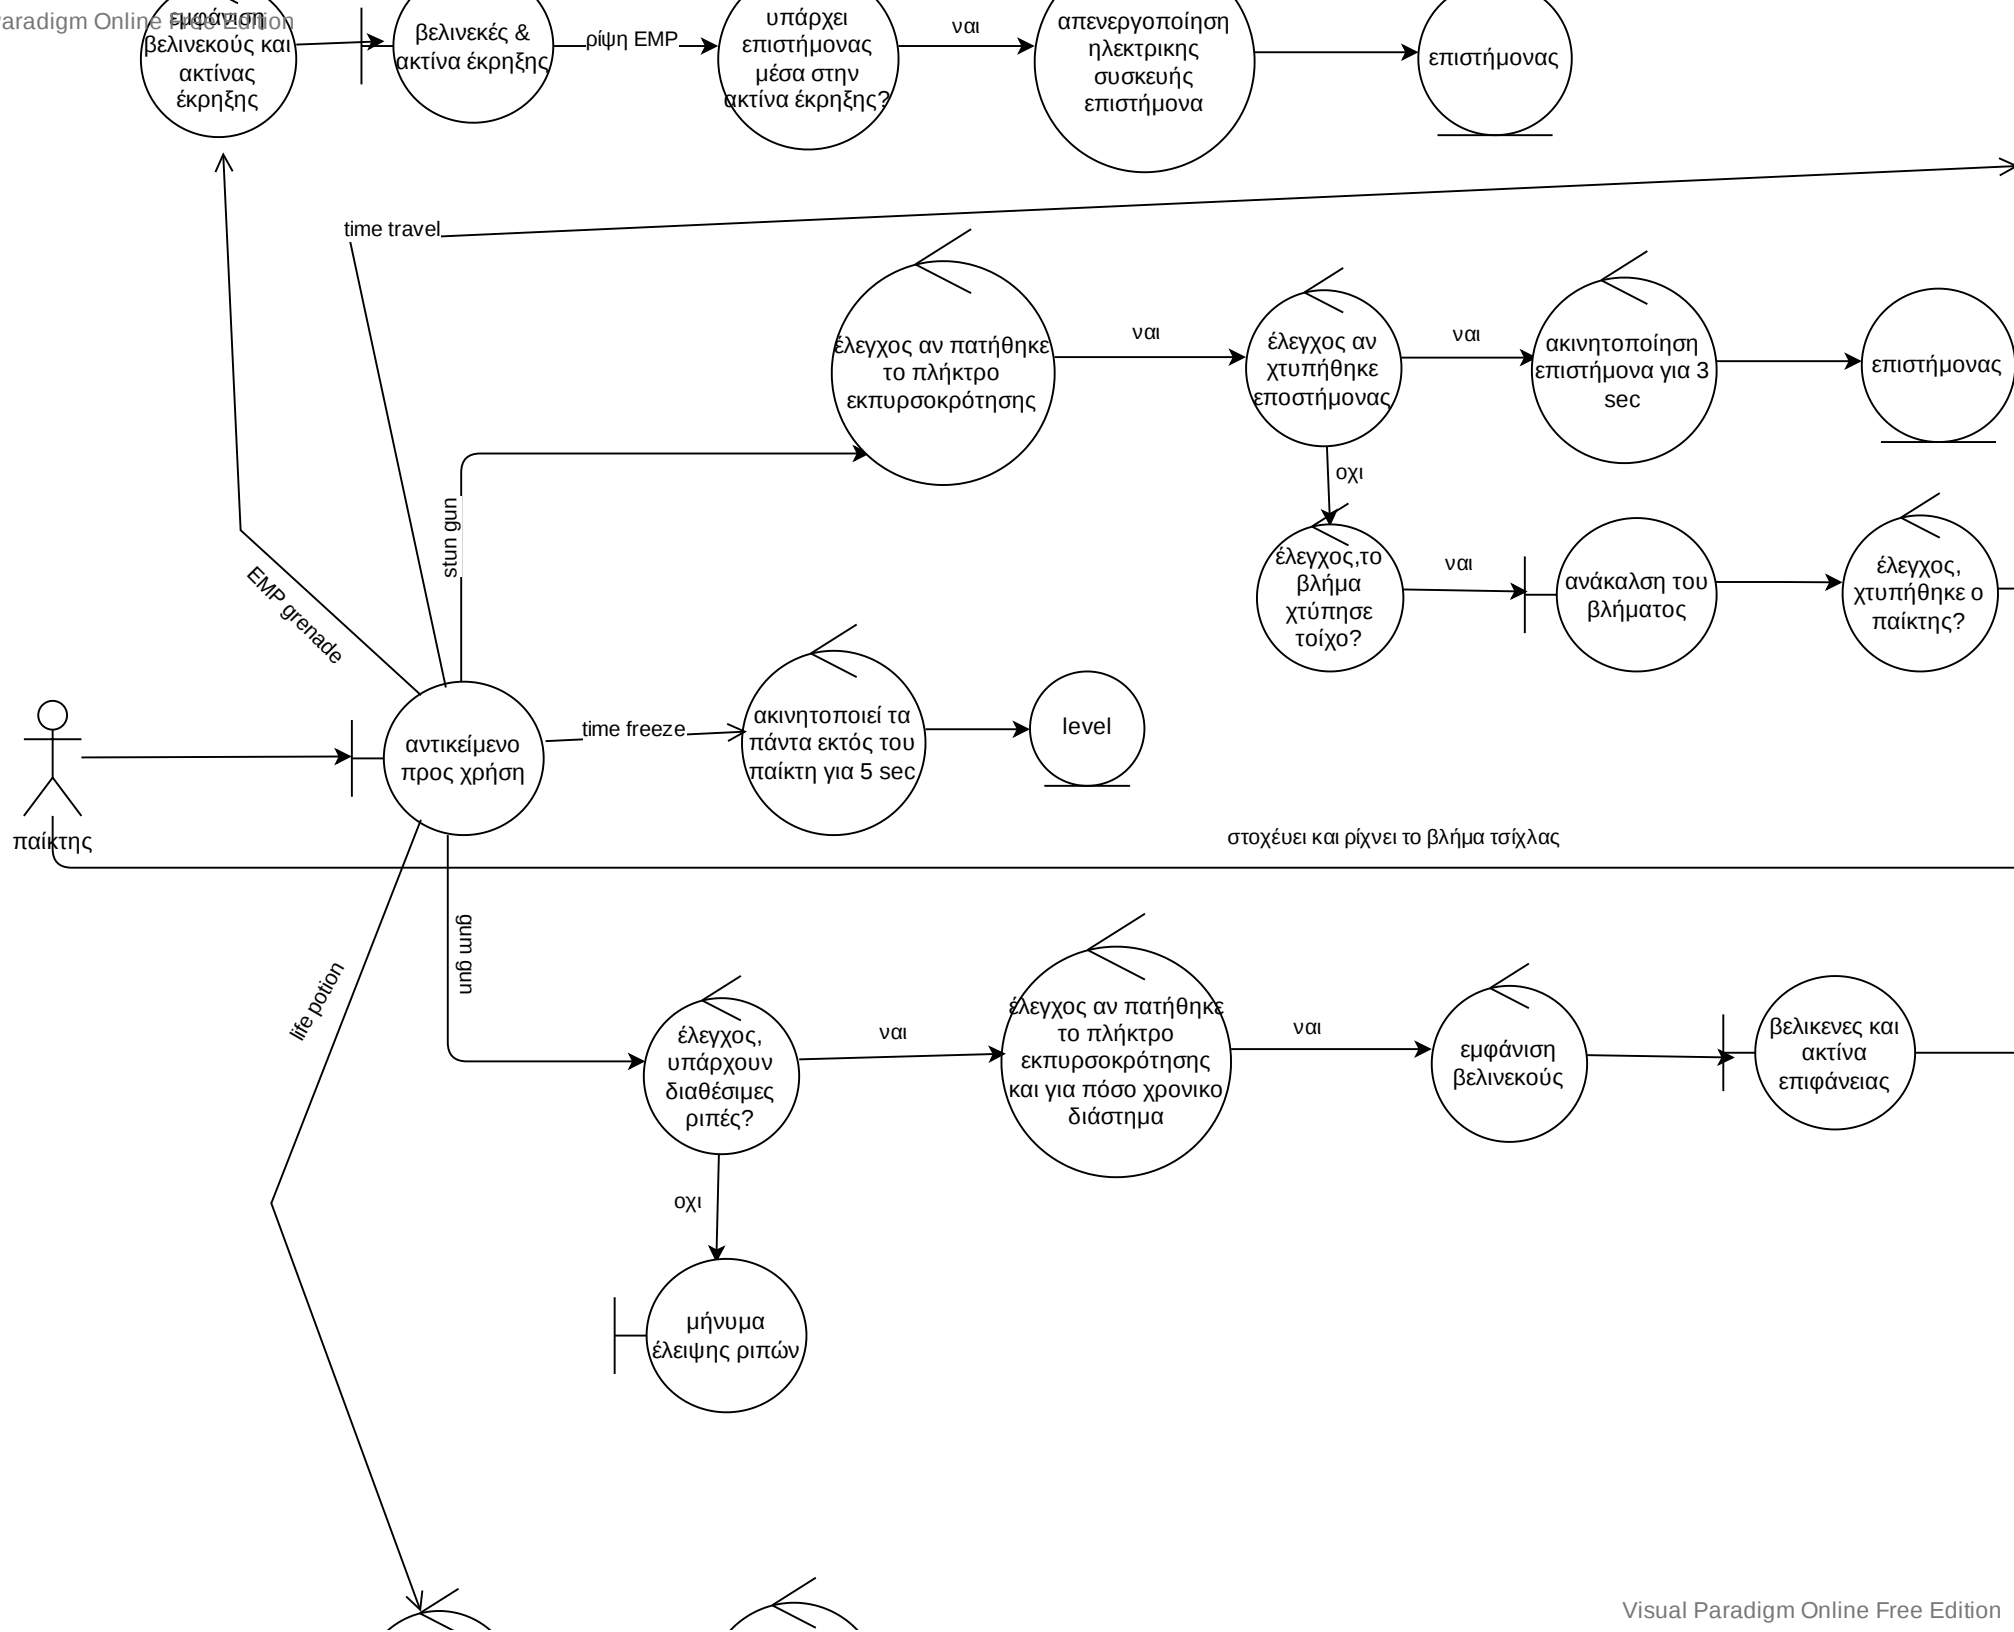 Paradigm Online Free Edition
εμφάνιση
βελινεκούς και
ακτίνας
έκρηξης
βελινεκές &
ακτίνα έκρηξης
ρίψη EMP
υπάρχει
επιστήμονας
μέσα στην
ακτίνα έκρηξης?
ναι
απενεργοποίηση
ηλεκτρικης
συσκευής
επιστήμονα
επιστήμονας
time travel
έλεγχος αν πατήθηκε
το πλήκτρο
εκπυρσοκρότησης
ναι
έλεγχος αν
χτυπήθηκε
εποστήμονας
ναι
ακινητοποίηση
επιστήμονα για 3
sec
επιστήμονας
οχι
stun gun
έλεγχος,το
βλήμα
χτύπησε
τοίχο?
ναι
ανάκαλση του
βλήματος
έλεγχος,
χτυπήθηκε ο
παίκτης?
EMP grenade
παίκτης
αντικείμενο
προς χρήση
time freeze
ακινητοποιεί τα
πάντα εκτός του
παίκτη για 5 sec
level
στοχέυει και ρίχνει το βλήμα τσίχλας
gum gun
life potion
έλεγχος,
υπάρχουν
διαθέσιμες
ριπές?
ναι
έλεγχος αν πατήθηκε
το πλήκτρο
εκπυρσοκρότησης
και για πόσο χρονικο
διάστημα
ναι
εμφάνιση
βελινεκούς
βελικενες και
ακτίνα
επιφάνειας
οχι
μήνυμα
έλειψης ριπών
Visual Paradigm Online Free Edition